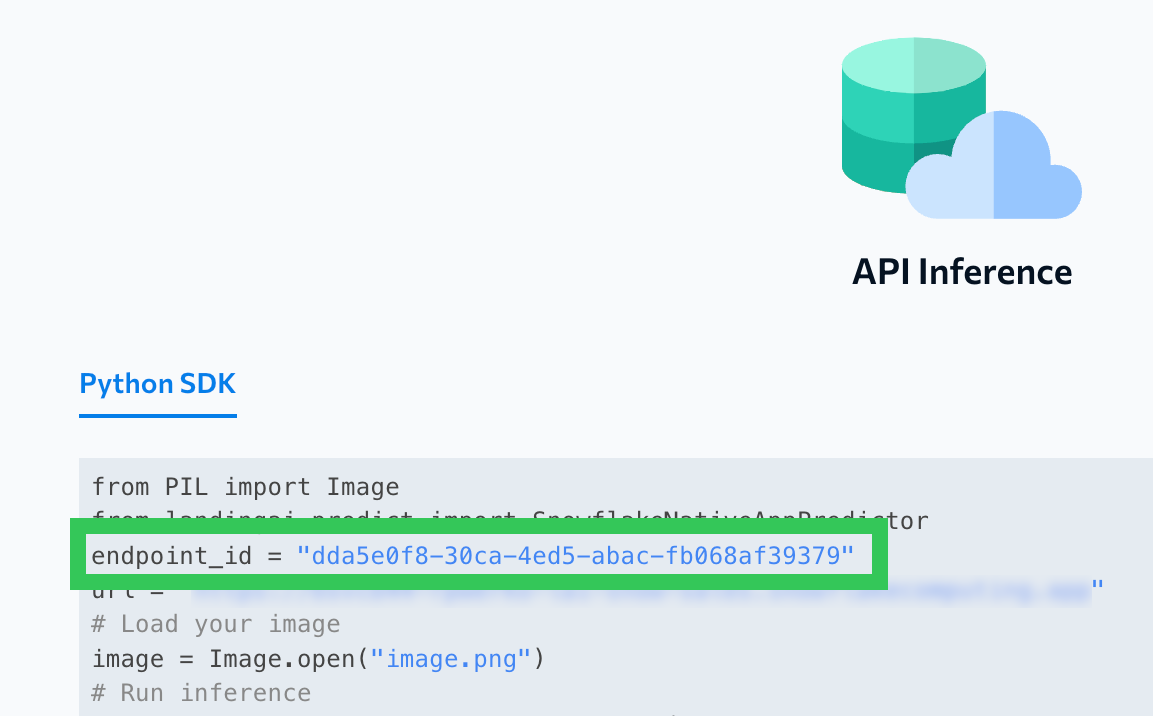 API Inference
Python SDK
from PIL import Image
from landingai.predict import SnowflakeNativeAppPredictor
endpoint_id = "dda5e0f8-30ca-4ed5-abac-fb068af39379"
url = "
# Load your image
image = Image.open("image.png")
# Run inference